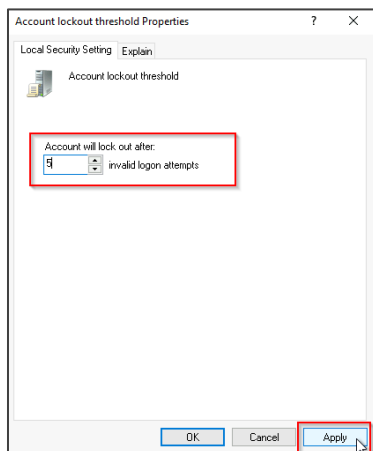 Account lockout threshold Properties ? ×
Local Security Setting Explain
Account lockout threshold
Account will lock out after:
5 invalid logon attempts
OK Cancel Apply